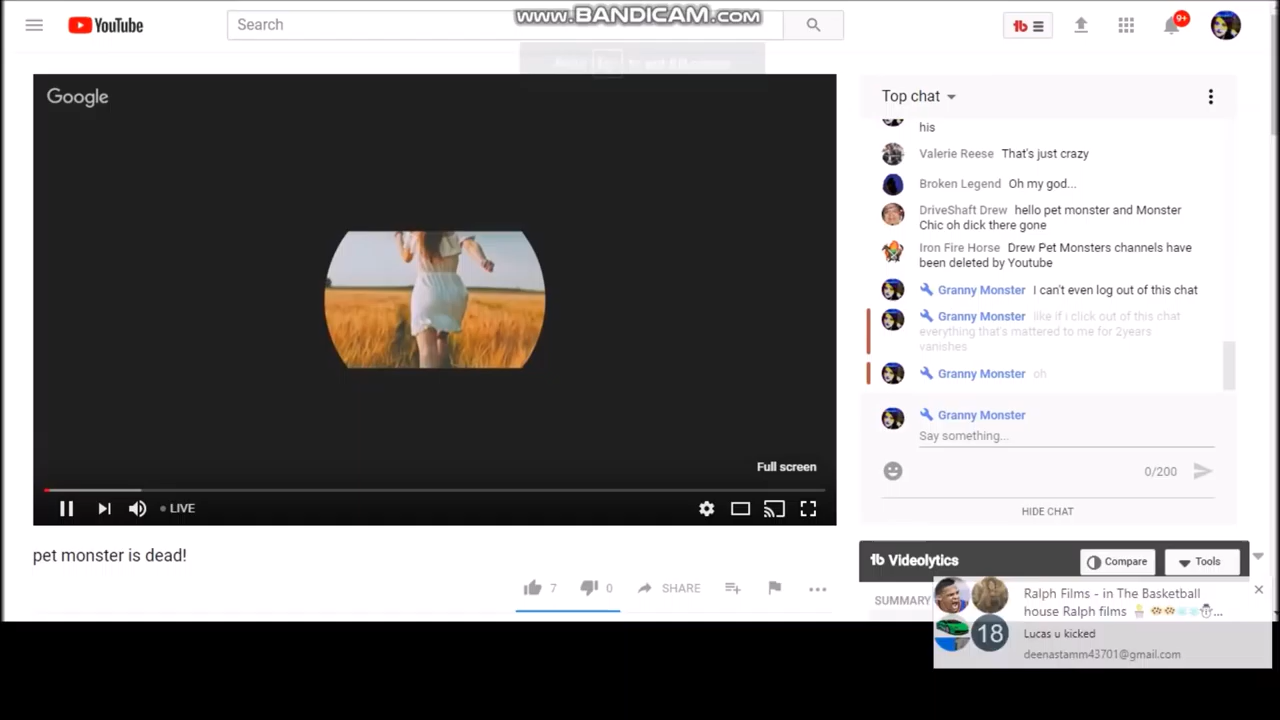 www.BANDICAM.com
YouTube
Search
9+
Google
Top chat
his
Valerie Reese That's just crazy
Broken Legend Oh my god...
DriveShaft Drew hello pet monster and Monster
Chic oh dick there gone
Iron Fire Horse Drew Pet Monsters channels have
been deleted by Youtube
Granny Monster I can't even log out of this chat
Granny Monster like if i click out of this chat
everything that's mattered to me for 2years
vanishes
Granny Monster oh
Granny Monster
Say something...
0/200
HIDE CHAT
Full screen
LIVE
pet monster is dead!
7
0
SHARE
Videolytics
Compare
Tools
SUMMARY
Ralph Films - in The Basketball
house Ralph films
18
Lucas u kicked
deenastamm43701@gmail.com